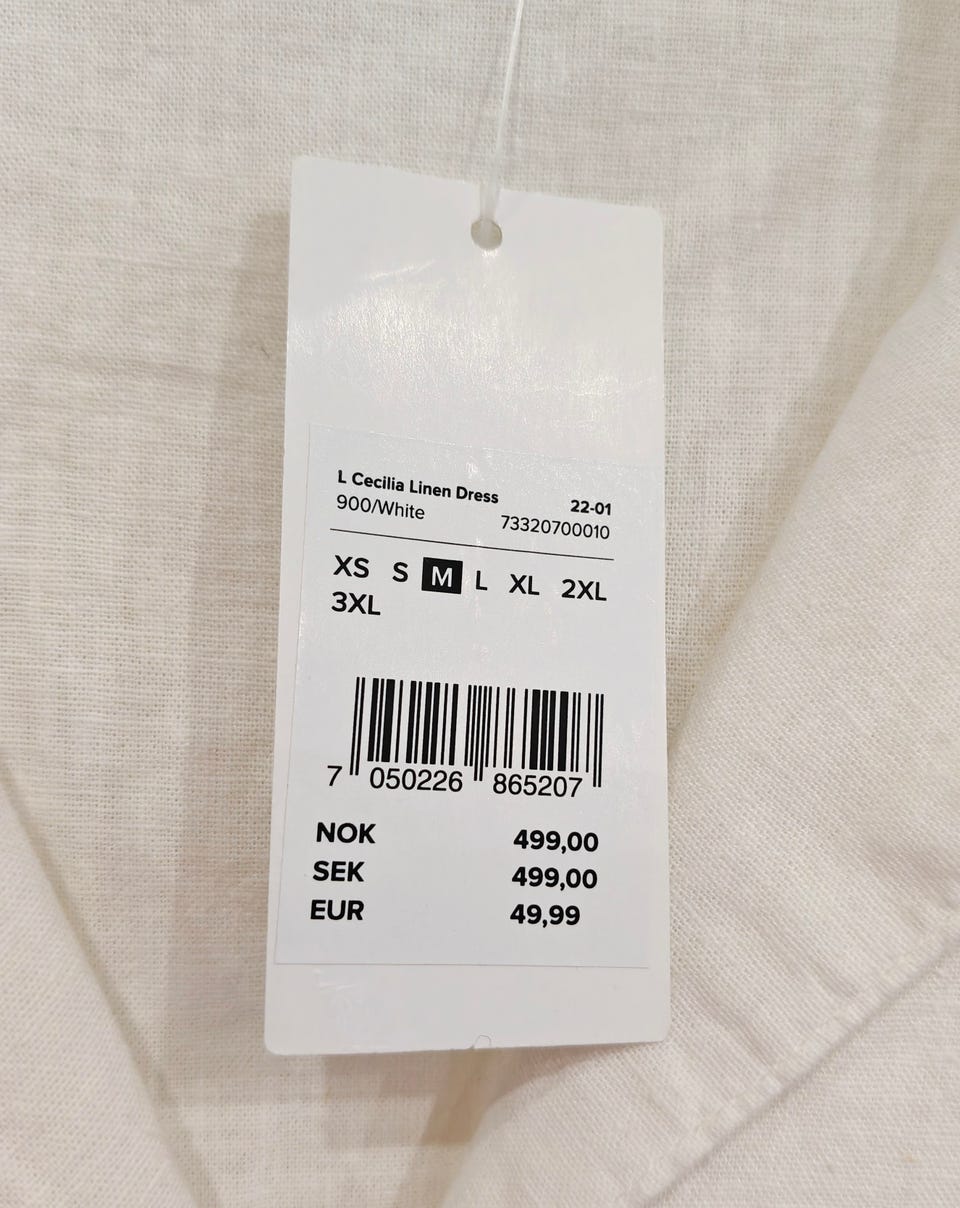 L Cecilia Linen Dress 22-01
900/White 73320700010
XS S M L XL 2XL
3XL
7 050226 865207
NOK 499,00
SEK 499,00
EUR 49,99